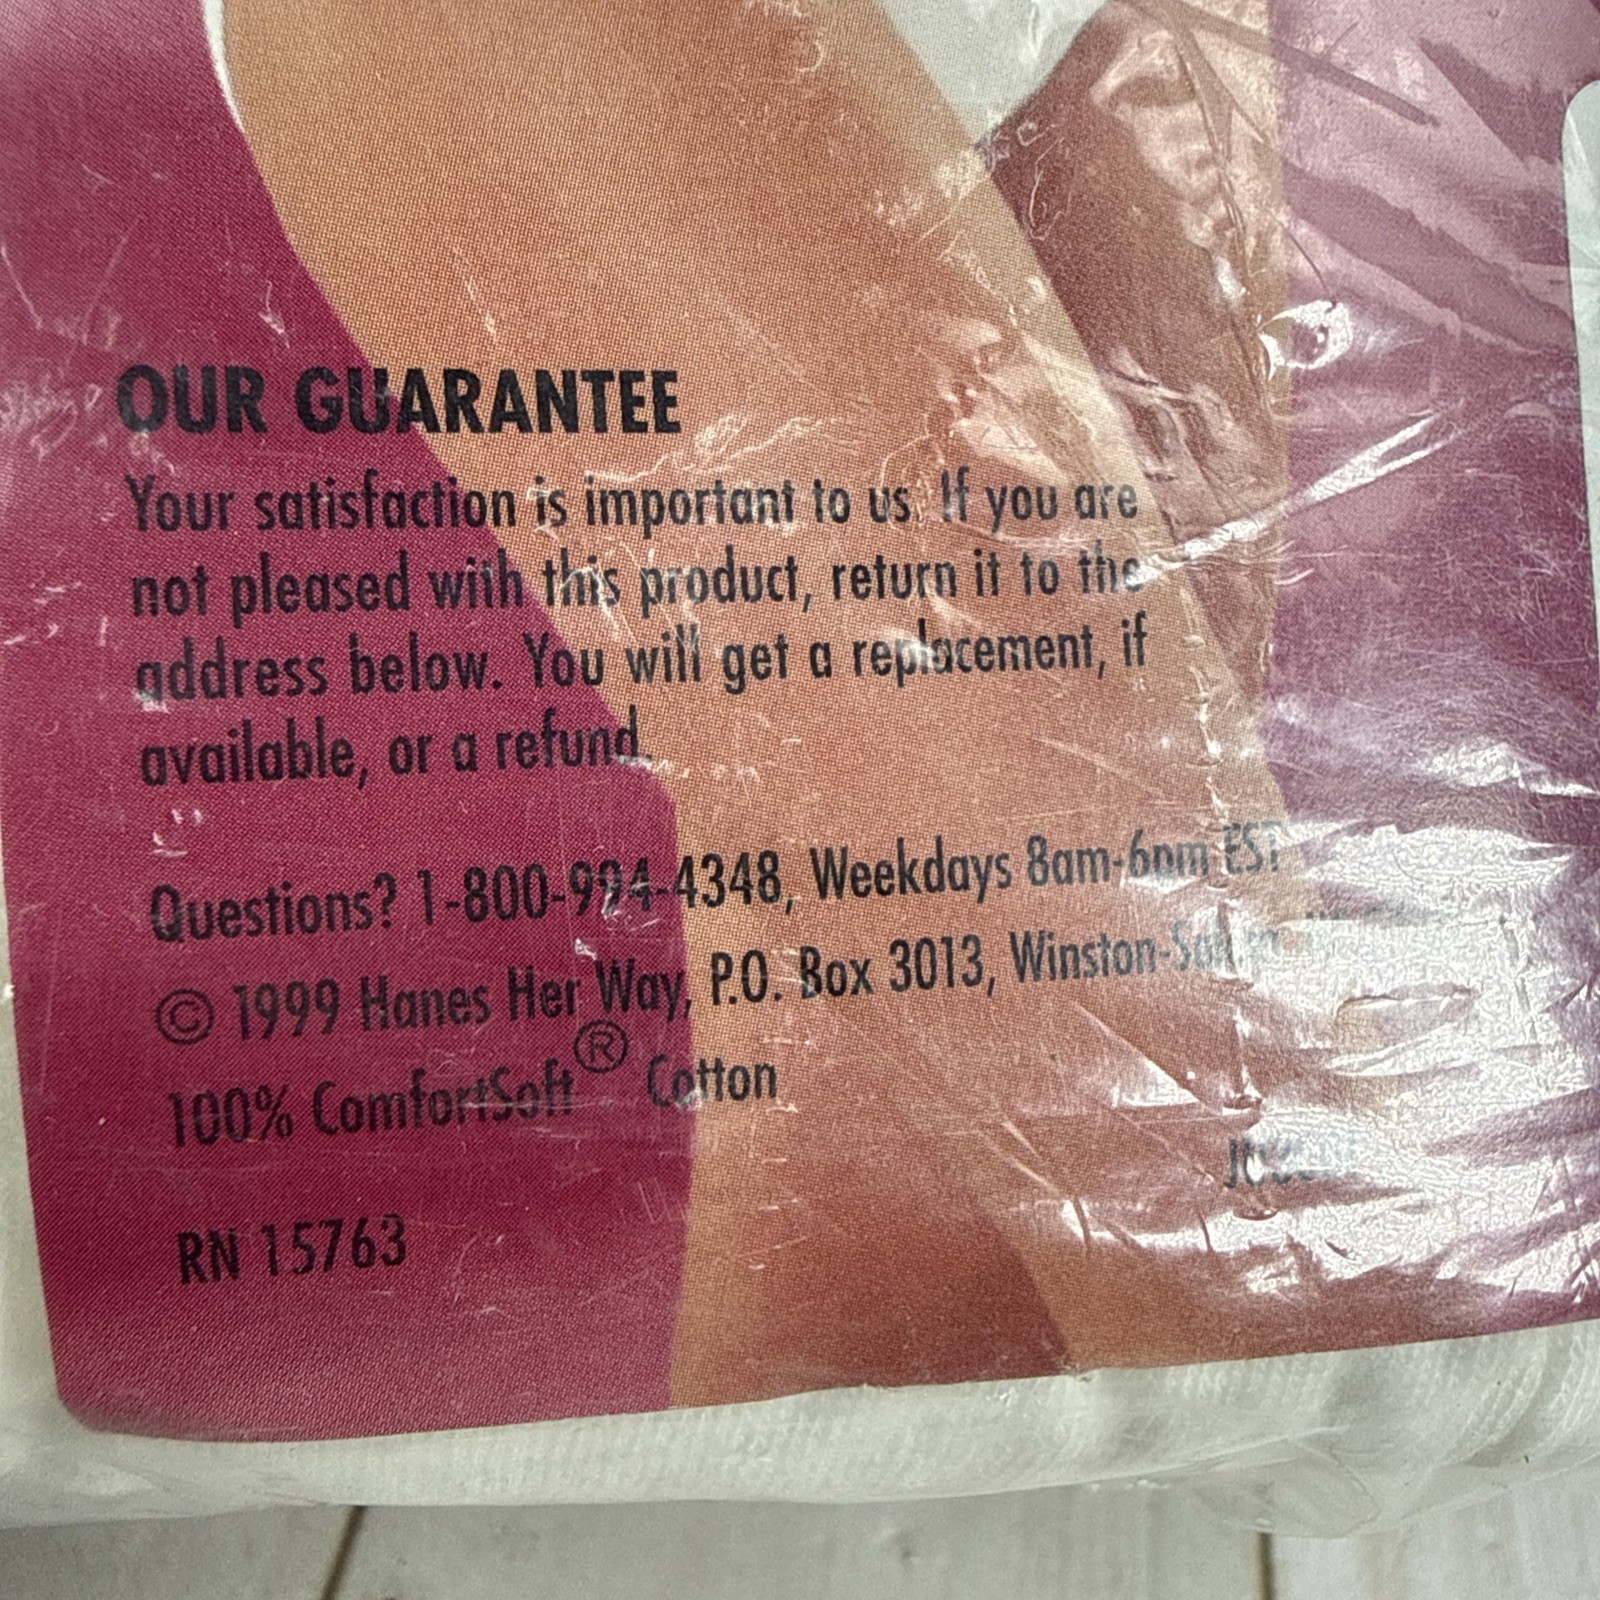 OUR GUARANTEE
Your satisfaction is important to us. If you are
not pleased with this product, return it to the
address below. You will get a replacement, if
available, or a refund.
Questions? 1-800-994-4348, Weekdays 8am-6pm EST
© 1999 Hanes Her Way, P.O. Box 3013, Winston-Salem
100% ComfortSoft® Cotton
RN 15763